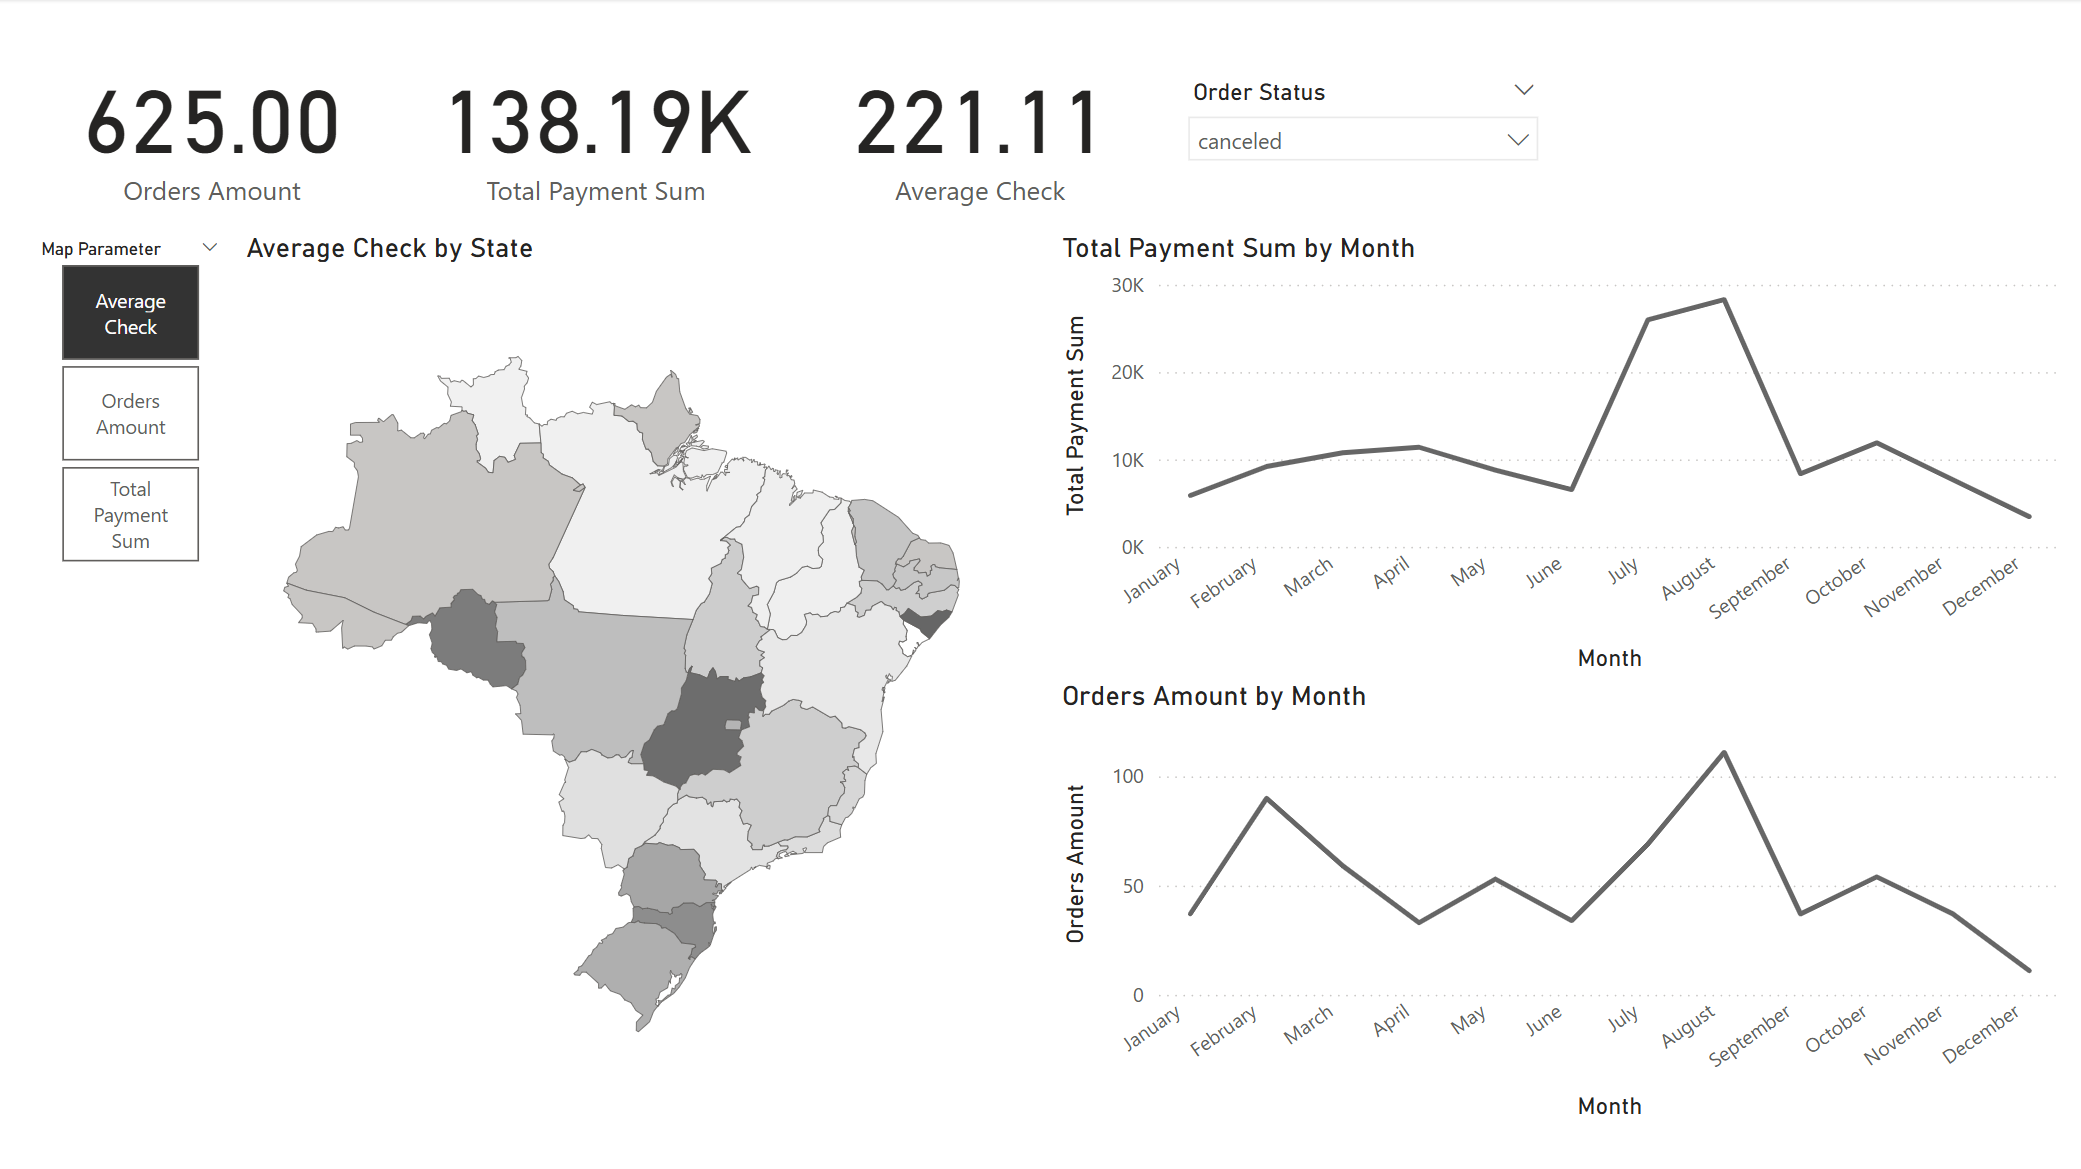 625.00
Orders Amount
138.19K
Total Payment Sum
221.11
Average Check
Order Status
canceled
Map Parameter
Average
Check
Orders
Amount
Total
Payment
Sum
Average Check by State
Total Payment Sum by Month
Total Payment Sum
30K
20K
10K
0K
January
February
March
April
May
June
July
August
September
October
November
December
Month
Orders Amount by Month
Orders Amount
100
50
0
January
February
March
April
May
June
July
August
September
October
November
December
Month